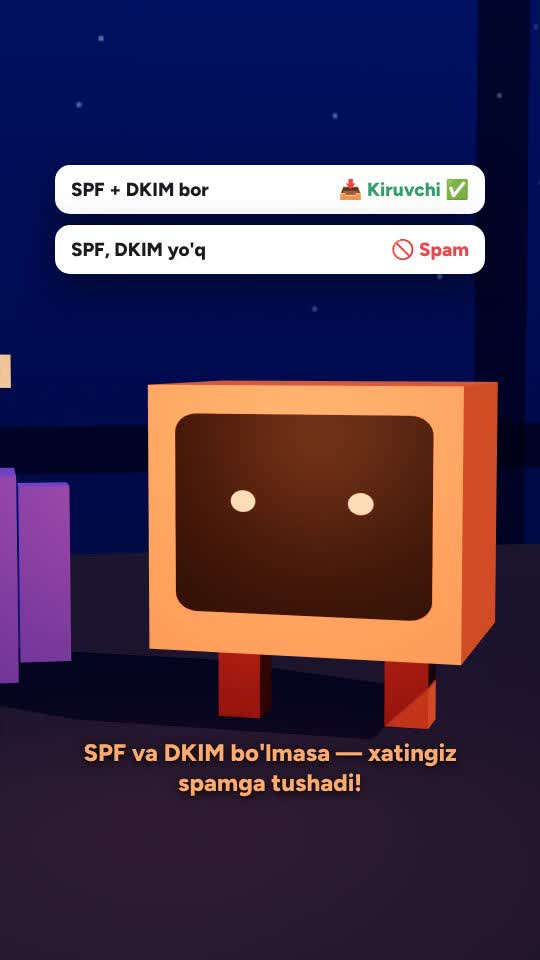 SPF + DKIM bor 📥 Kiruvchi ✅
SPF, DKIM yo'q 🚫 Spam
SPF va DKIM bo'lmasa — xatingiz
spamga tushadi!